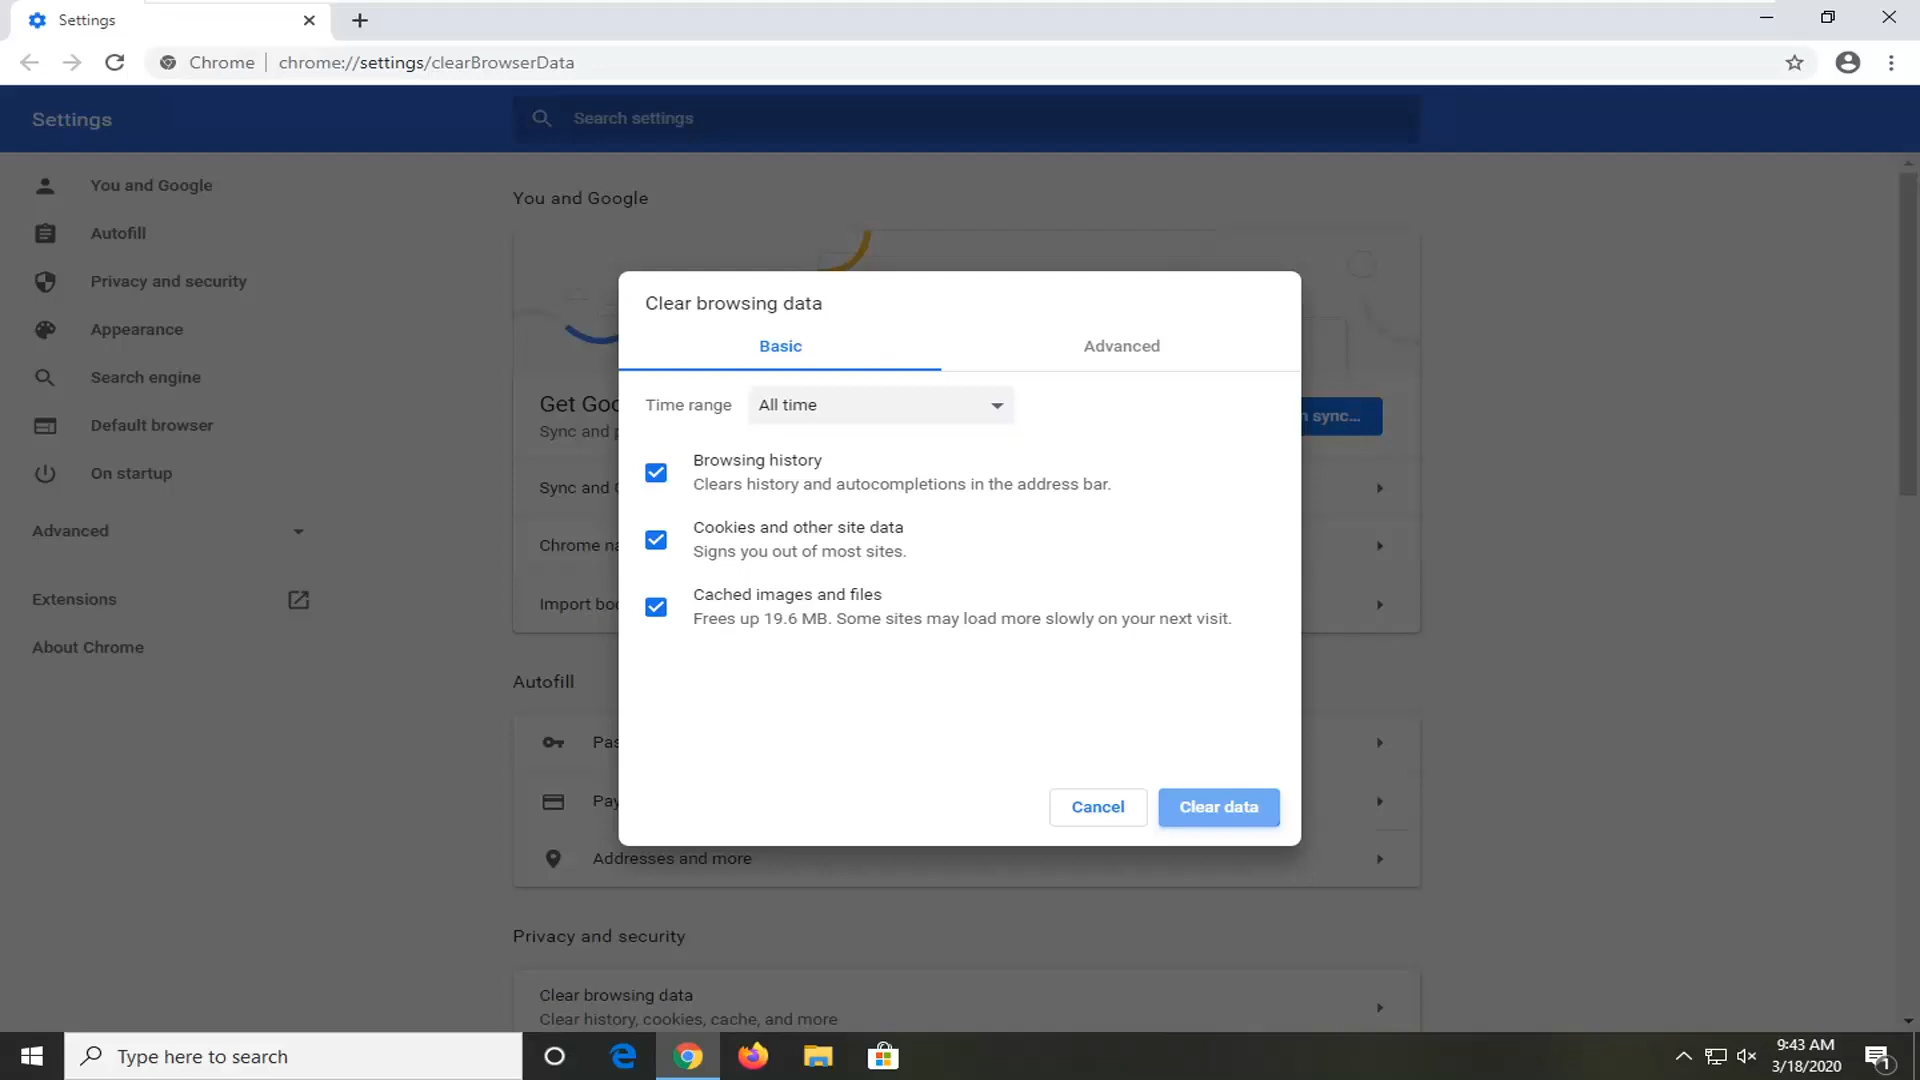 Settings
Chrome
chrome://settings/clearBrowserData
Settings
Search settings
You and Google
Autofill
Privacy and security
Appearance
Search engine
Default browser
On startup
Advanced
Extensions
About Chrome
You and Google
Get Goo
Sync and p
n sync...
Sync and G
Chrome na
Import boo
Autofill
Pas
Pay
Addresses and more
Privacy and security
Clear browsing data
Clear history, cookies, cache, and more
Clear browsing data
Basic
Advanced
Time range
All time
Browsing history
Clears history and autocompletions in the address bar.
Cookies and other site data
Signs you out of most sites.
Cached images and files
Frees up 19.6 MB. Some sites may load more slowly on your next visit.
Cancel
Clear data
Type here to search
9:43 AM
3/18/2020
1